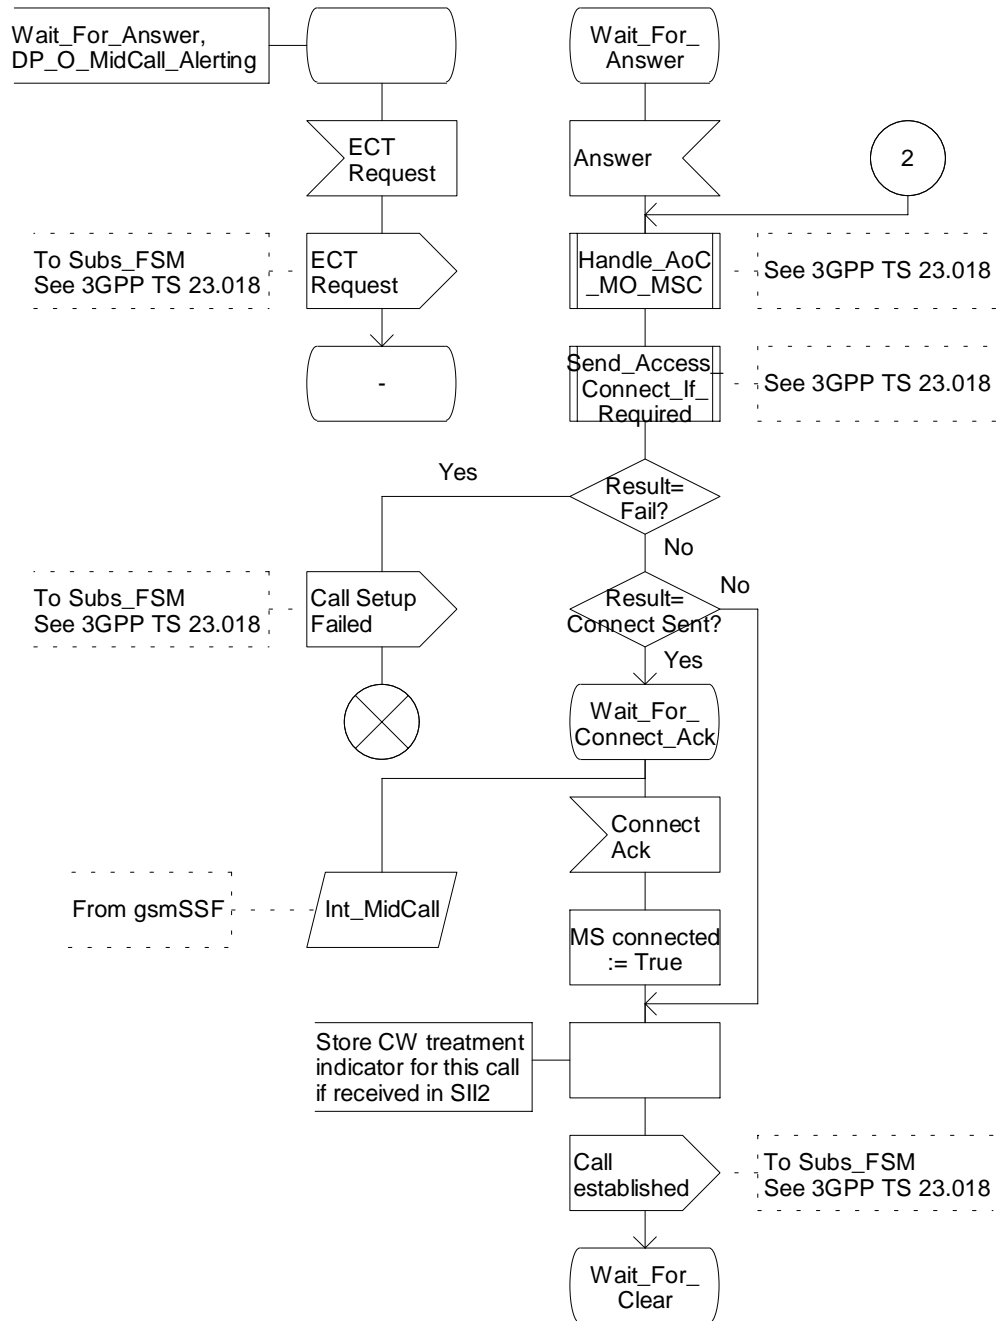 Wait_For_Answer,
DP_O_MidCall_Alerting
Wait_For_
Answer
ECT
Request
Answer
2
To Subs_FSM
See 3GPP TS 23.018
ECT
Request
Handle_AoC
_MO_MSC
See 3GPP TS 23.018
-
Send_Access_
Connect_If_
Required
See 3GPP TS 23.018
Yes
Result=
Fail?
No
To Subs_FSM
See 3GPP TS 23.018
Call Setup
Failed
Result=
Connect Sent?
No
Yes
Wait_For_
Connect_Ack
Connect
Ack
From gsmSSF
Int_MidCall
MS connected
:= True
Store CW treatment
indicator for this call
if received in SII2
Call
established
To Subs_FSM
See 3GPP TS 23.018
Wait_For_
Clear